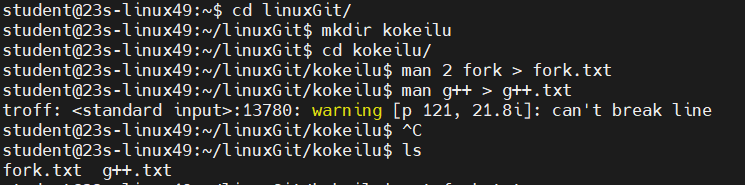 student@23s-linux49:~$ cd linuxGit/
student@23s-linux49:~/linuxGit$ mkdir kokeilu
student@23s-linux49:~/linuxGit$ cd kokeilu/
student@23s-linux49:~/linuxGit/kokeilu$ man 2 fork > fork.txt
student@23s-linux49:~/linuxGit/kokeilu$ man g++ > g++.txt
troff: <standard input>:13780: warning [p 121, 21.8i]: can't break line
student@23s-linux49:~/linuxGit/kokeilu$ ^C
student@23s-linux49:~/linuxGit/kokeilu$ ls
fork.txt  g++.txt